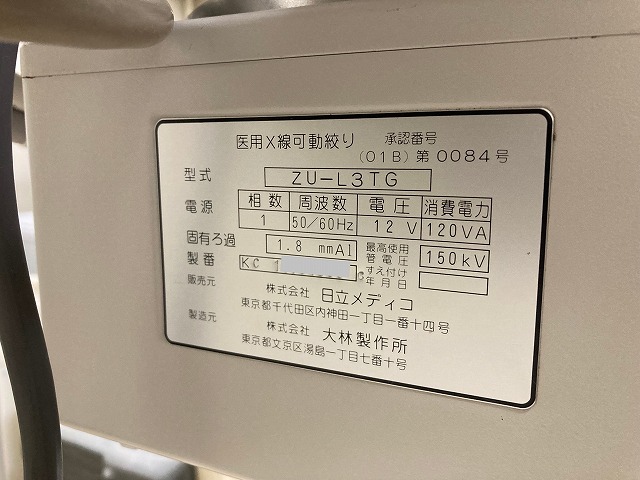 医用X線可動絞り 承認番号
(01B)第0084号
型式 ZU-L3TG
電源 相数 周波数 電圧 消費電力
1 50/60Hz 12V 120VA
固有ろ過 1.8 mmAl 最高使用管電圧 150kV
製番 KC すえ付け年月日
販売元 株式会社 日立メディコ
東京都千代田区内神田一丁目一番十四号
製造元 株式会社 大林製作所
東京都文京区湯島一丁目七番十号